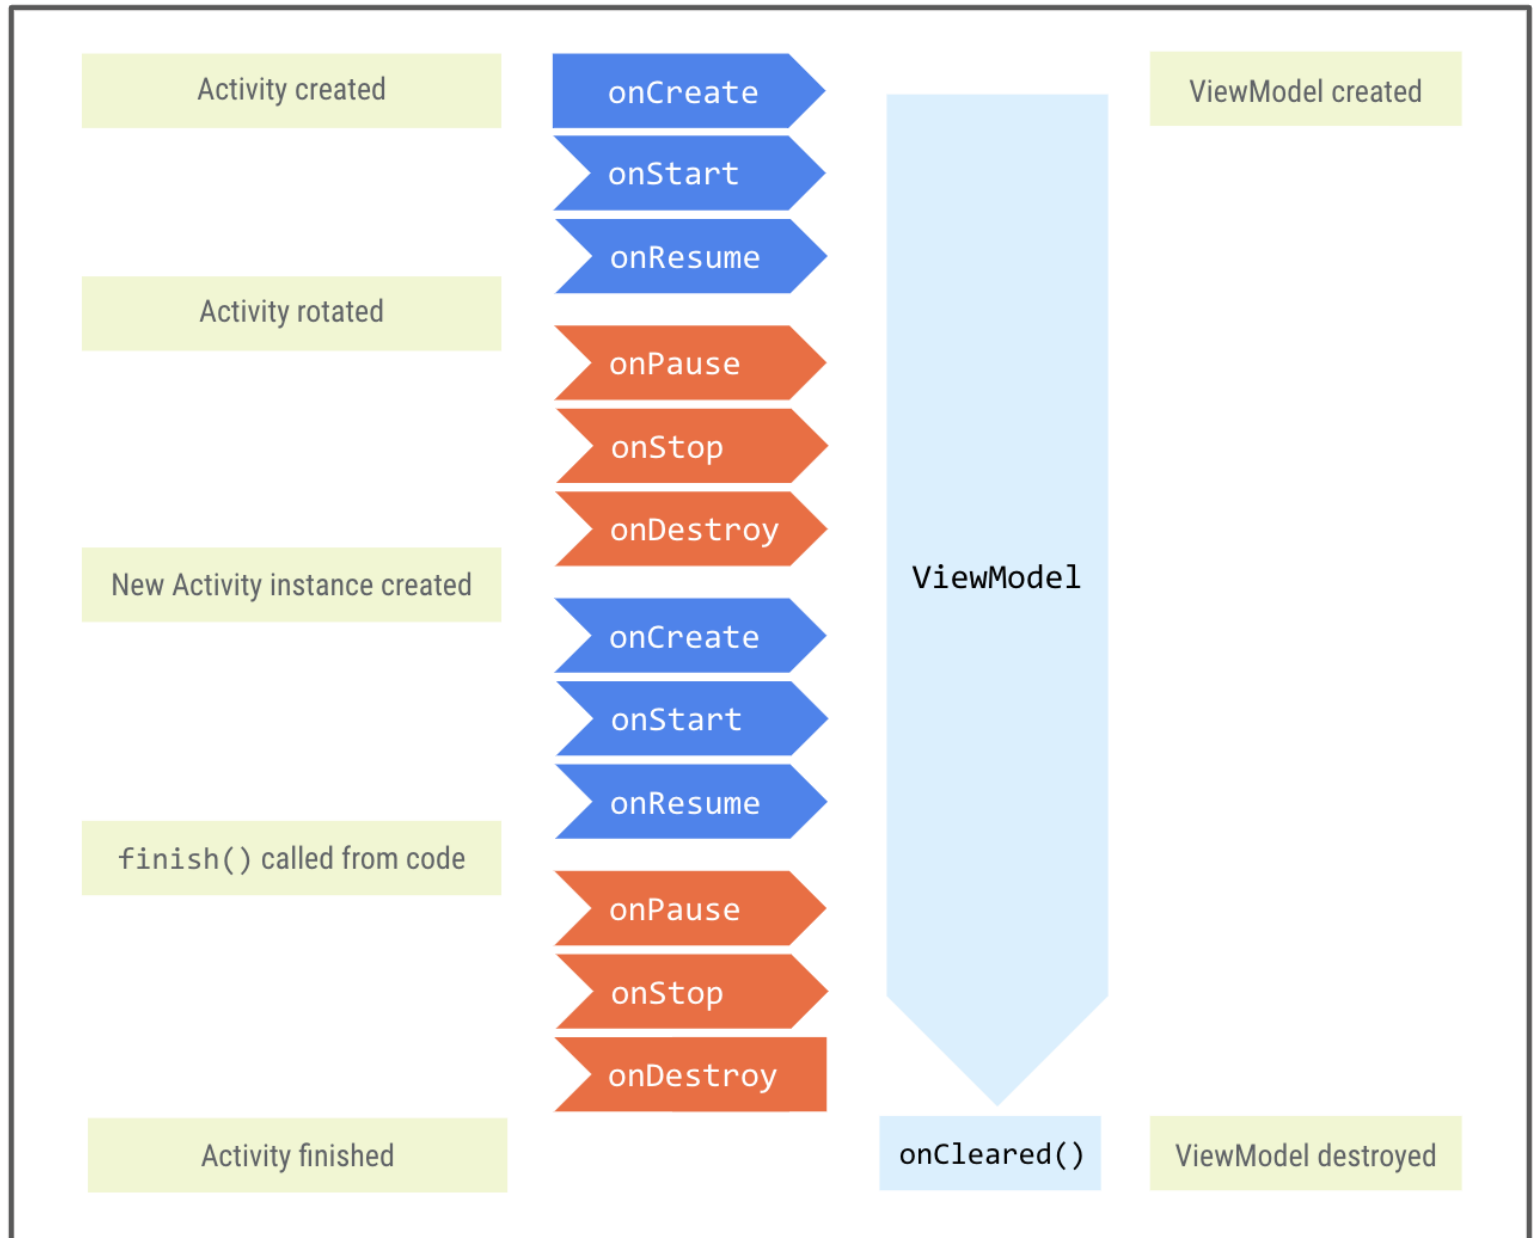 Activity created
onCreate
ViewModel created
onStart
onResume
Activity rotated
onPause
onStop
onDestroy
New Activity instance created
ViewModel
onCreate
onStart
onResume
finish() called from code
onPause
onStop
onDestroy
Activity finished
onCleared()
ViewModel destroyed